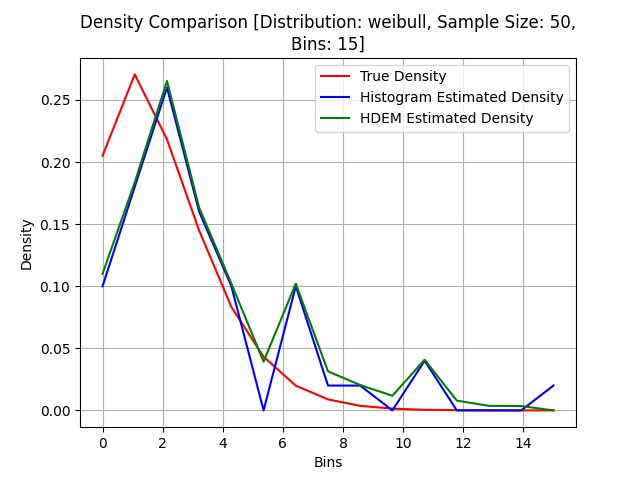 Density Comparison [Distribution: weibull, Sample Size: 50,
Bins: 15]
True Density
Histogram Estimated Density
HDEM Estimated Density
Density
0.25
0.20
0.15
0.10
0.05
0.00
0 2 4 6 8 10 12 14
Bins